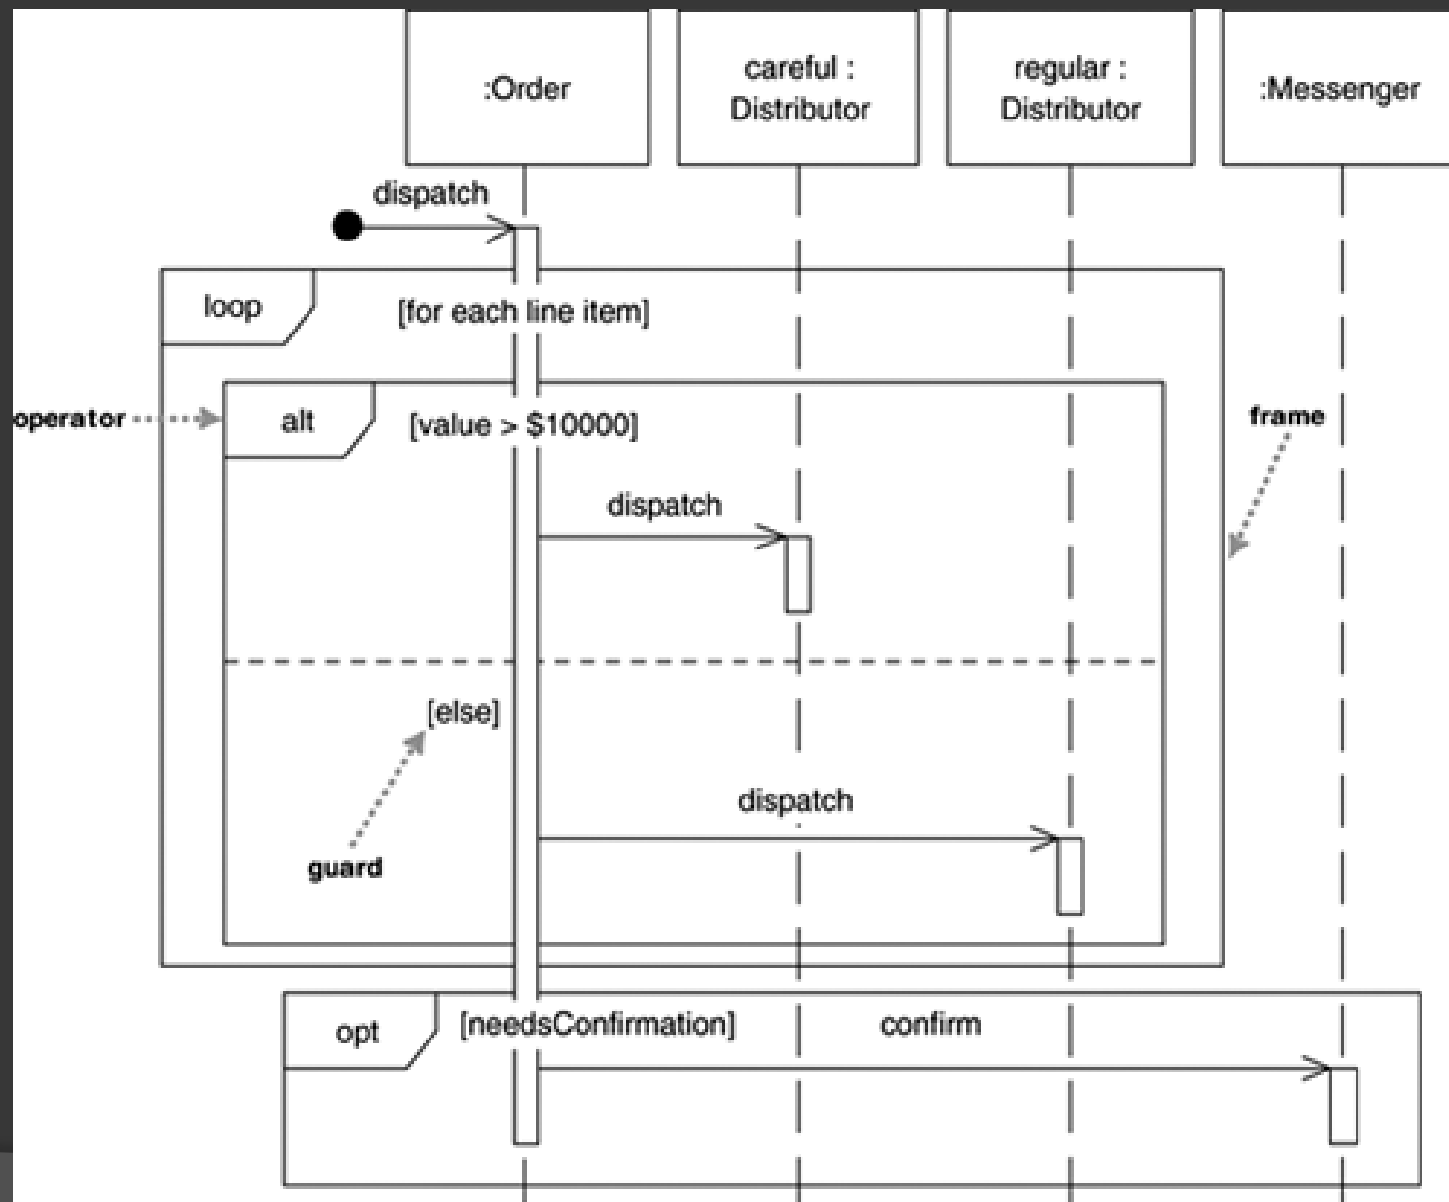 :Order
careful :
Distributor
regular :
Distributor
:Messenger
dispatch
loop
[for each line item]
operator
alt
[value > $10000]
frame
dispatch
[else]
dispatch
guard
opt
[needsConfirmation]
confirm